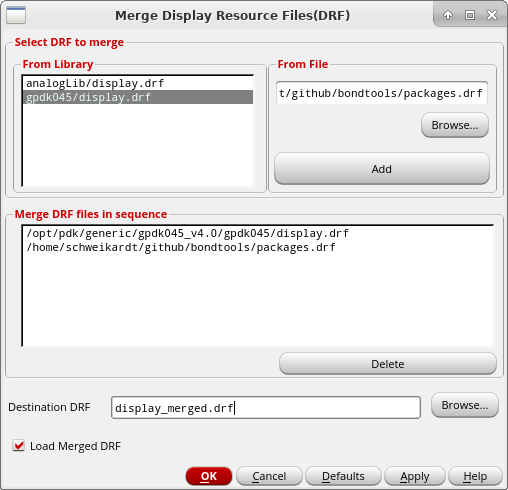 Merge Display Resource Files(DRF)
Select DRF to merge
From Library
From File
analogLib/display.drf
gpdk045/display.drf
t/github/bondtools/packages.drf
Browse...
Add
Merge DRF files in sequence
/opt/pdk/generic/gpdk045_v4.0/gpdk045/display.drf
/home/schweikardt/github/bondtools/packages.drf
Delete
Destination DRF
display_merged.drf
Browse...
Load Merged DRF
OK
Cancel
Defaults
Apply
Help